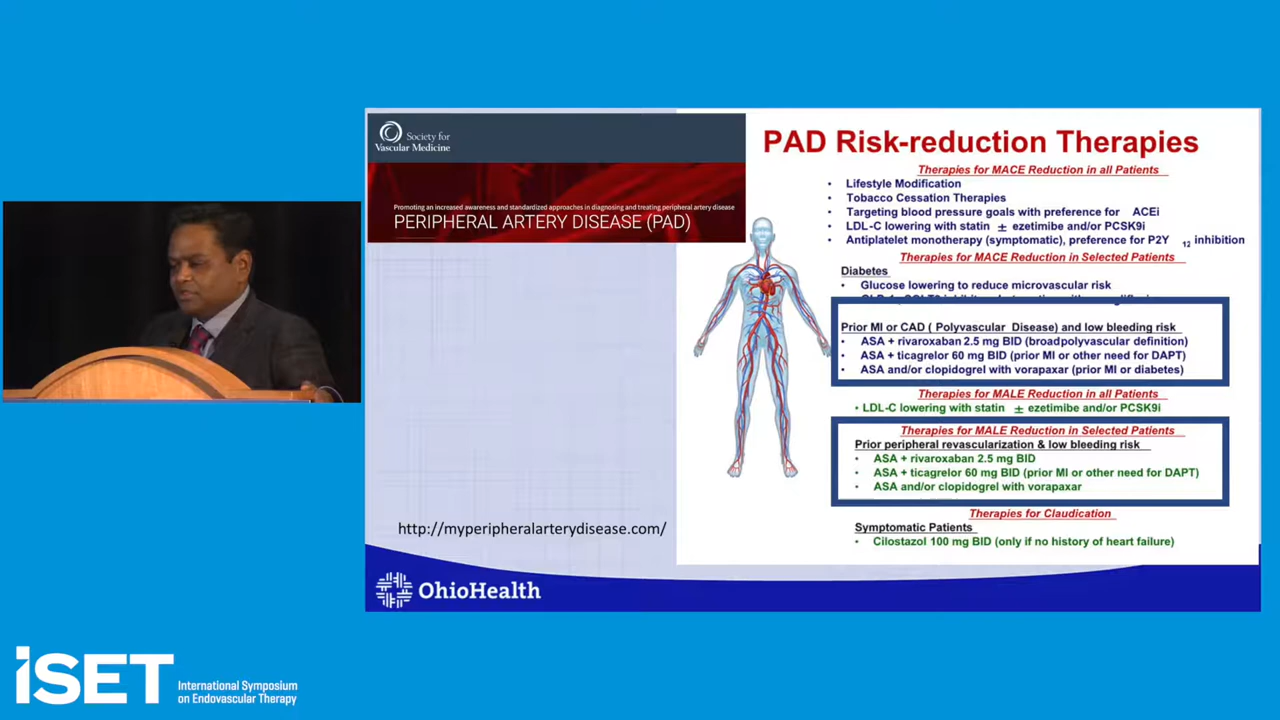 Society for
Vascular Medicine
Promoting an increased awareness and standardized approaches in diagnosing and treating peripheral artery disease
PERIPHERAL ARTERY DISEASE (PAD)
http://myperipheralarterydisease.com/
OhioHealth
PAD Risk-reduction Therapies
Therapies for MACE Reduction in all Patients
• Lifestyle Modification
• Tobacco Cessation Therapies
• Targeting blood pressure goals with preference for ACEi
• LDL-C lowering with statin ± ezetimibe and/or PCSK9i
• Antiplatelet monotherapy (symptomatic), preference for P2Y 12 inhibition
Therapies for MACE Reduction in Selected Patients
Diabetes
• Glucose lowering to reduce microvascular risk
Prior MI or CAD ( Polyvascular Disease) and low bleeding risk
• ASA + rivaroxaban 2.5 mg BID (broad polyvascular definition)
• ASA + ticagrelor 60 mg BID (prior MI or other need for DAPT)
• ASA and/or clopidogrel with vorapaxar (prior MI or diabetes)
Therapies for MALE Reduction in all Patients
• LDL-C lowering with statin ± ezetimibe and/or PCSK9i
Therapies for MALE Reduction in Selected Patients
Prior peripheral revascularization & low bleeding risk
• ASA + rivaroxaban 2.5 mg BID
• ASA + ticagrelor 60 mg BID (prior MI or other need for DAPT)
• ASA and/or clopidogrel with vorapaxar
Therapies for Claudication
Symptomatic Patients
• Cilostazol 100 mg BID (only if no history of heart failure)
iSET
International Symposium
on Endovascular Therapy